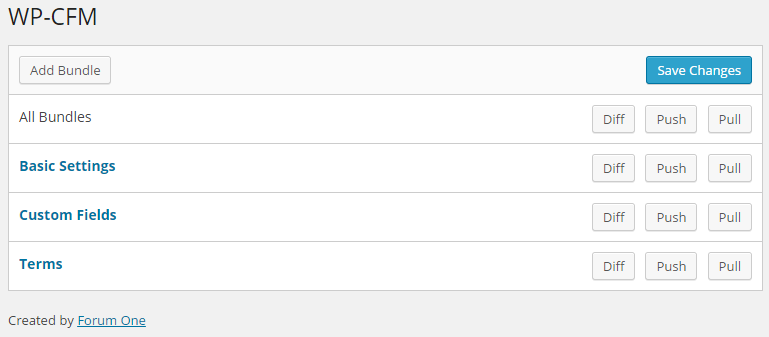 WP-CFM
Add Bundle Save Changes
All Bundles Diff Push Pull
Basic Settings Diff Push Pull
Custom Fields Diff Push Pull
Terms Diff Push Pull
Created by Forum One